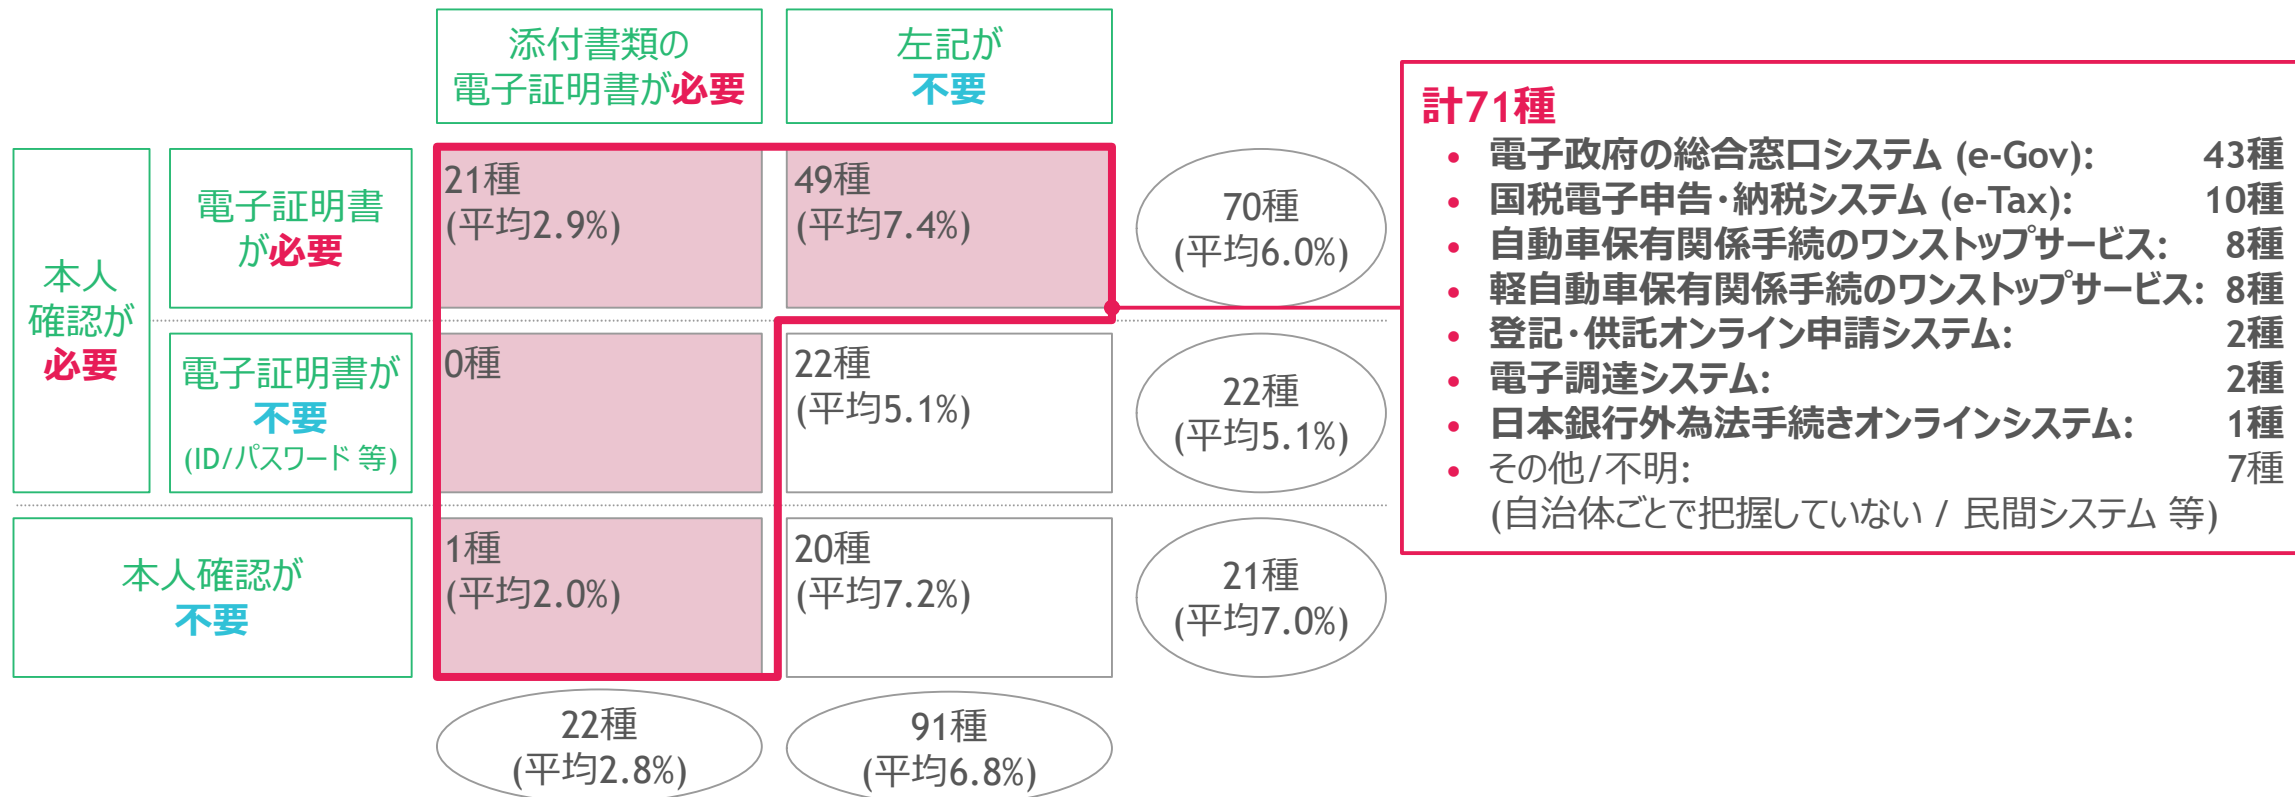 添付書類の
電子証明書が必要
左記が
不要
本人
確認が
必要
電子証明書
が必要
21種
(平均2.9%)
49種
(平均7.4%)
70種
(平均6.0%)
電子証明書が
不要
(ID/パスワード 等)
0種
22種
(平均5.1%)
22種
(平均5.1%)
本人確認が
不要
1種
(平均2.0%)
20種
(平均7.2%)
21種
(平均7.0%)
22種
(平均2.8%)
91種
(平均6.8%)
計71種
• 電子政府の総合窓口システム (e-Gov): 43種
• 国税電子申告・納税システム (e-Tax): 10種
• 自動車保有関係手続のワンストップサービス: 8種
• 軽自動車保有関係手続のワンストップサービス: 8種
• 登記・供託オンライン申請システム: 2種
• 電子調達システム: 2種
• 日本銀行外為法手続きオンラインシステム: 1種
• その他/不明: 7種
(自治体ごとで把握していない / 民間システム 等)